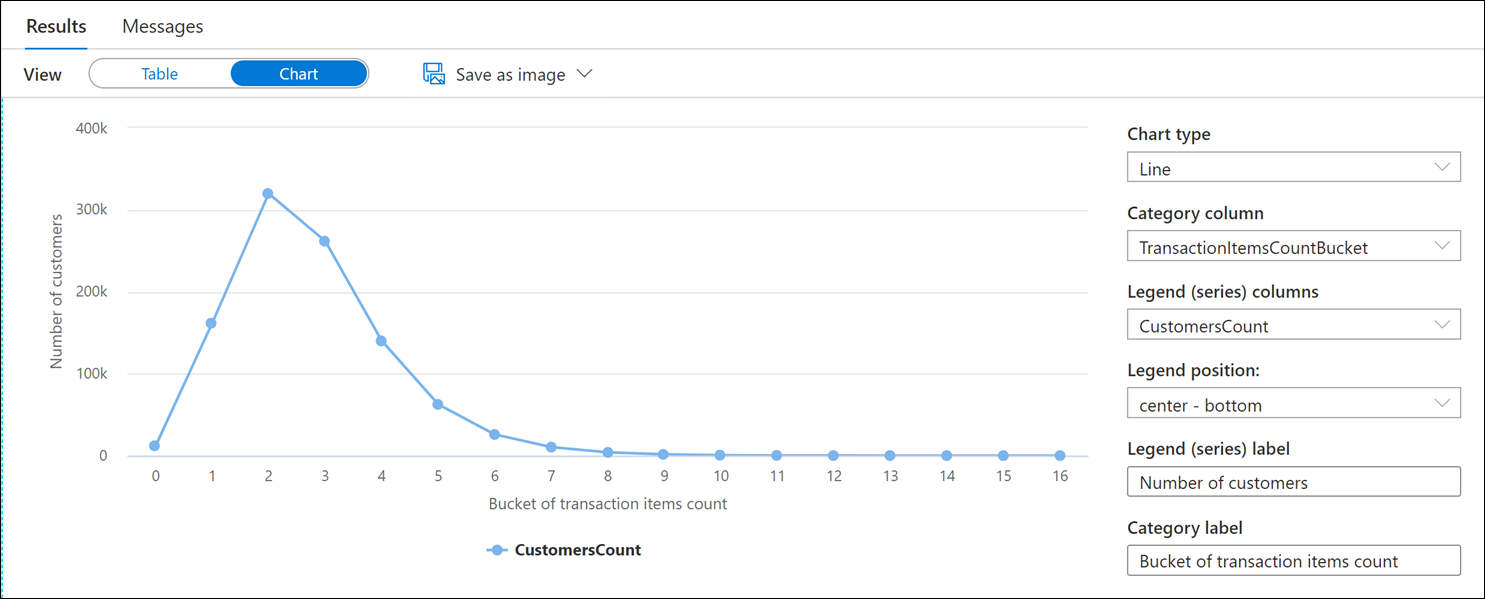 Results Messages
View Table Chart Save as image
400k
300k
200k
100k
0
Number of customers
0 1 2 3 4 5 6 7 8 9 10 11 12 13 14 15 16
Bucket of transaction items count
CustomersCount
Chart type
Line
Category column
TransactionItemsCountBucket
Legend (series) columns
CustomersCount
Legend position:
center - bottom
Legend (series) label
Number of customers
Category label
Bucket of transaction items count